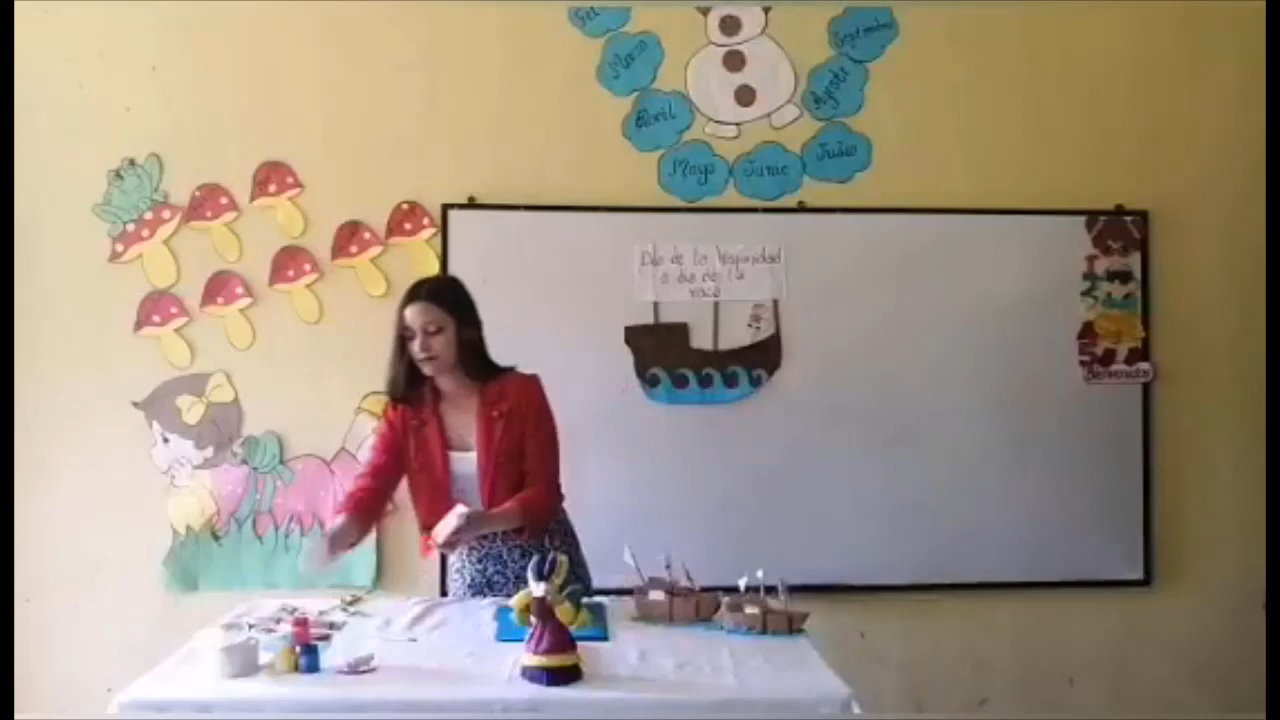 Marzo
Abril
Mayo
Junio
Julio
Agosto
Septiembre
Día de la hispanidad
o día de la
raza
Bienvenidos